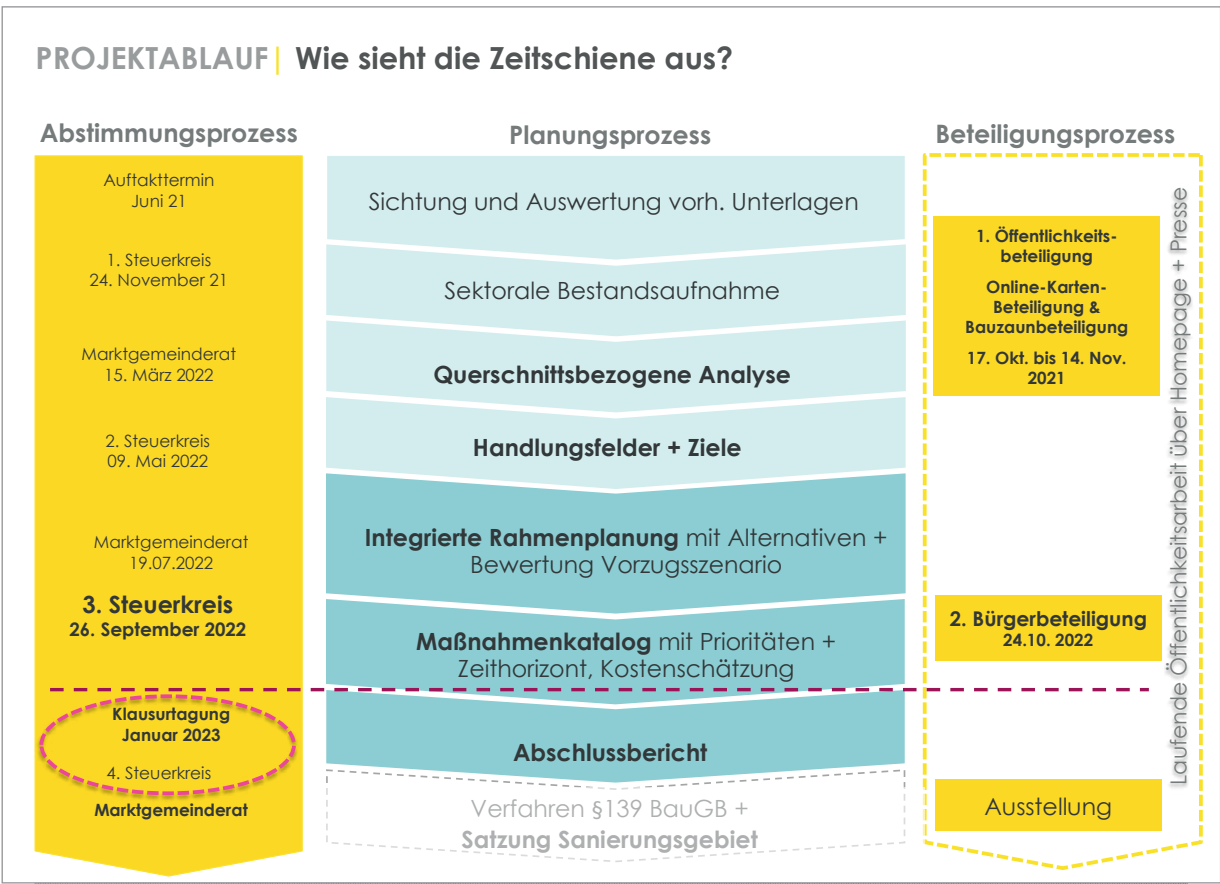 PROJEKTABLAUF| Wie sieht die Zeitschiene aus?
Abstimmungsprozess
Auftakttermin
Juni 21
1. Steuerkreis
24. November 21
Marktgemeinderat
15. März 2022
2. Steuerkreis
09. Mai 2022
Marktgemeinderat
19.07.2022
3. Steuerkreis
26. September 2022
Klausurtagung
Januar 2023
4. Steuerkreis
Marktgemeinderat
Planungsprozess
Sichtung und Auswertung vorh. Unterlagen
Sektorale Bestandsaufnahme
Querschnittsbezogene Analyse
Handlungsfelder + Ziele
Integrierte Rahmenplanung mit Alternativen +
Bewertung Vorzugsszenario
Maßnahmenkatalog mit Prioritäten +
Zeithorizont, Kostenschätzung
Abschlussbericht
Verfahren §139 BauGB +
Satzung Sanierungsgebiet
Beteiligungsprozess
1. Öffentlichkeits-
beteiligung
Online-Karten-
Beteiligung &
Bauzaunbeteiligung
17. Okt. bis 14. Nov.
2021
2. Bürgerbeteiligung
24.10. 2022
Ausstellung
Laufende Öffentlichkeitsarbeit über Homepage + Presse